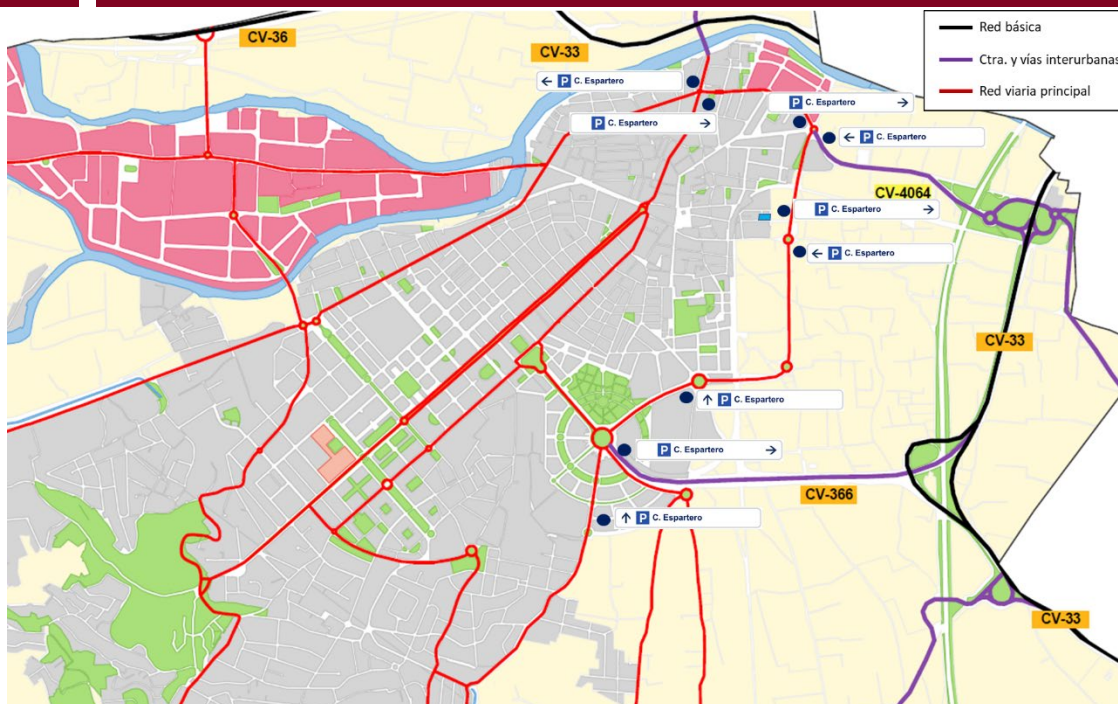 Red básica
Ctra. y vías interurbanas
Red viaria principal
CV-36
CV-33
← P C. Espartero
P C. Espartero →
P C. Espartero →
← P C. Espartero
CV-4064
P C. Espartero →
← P C. Espartero
CV-33
↑ P C. Espartero
P C. Espartero →
CV-366
↑ P C. Espartero
CV-33